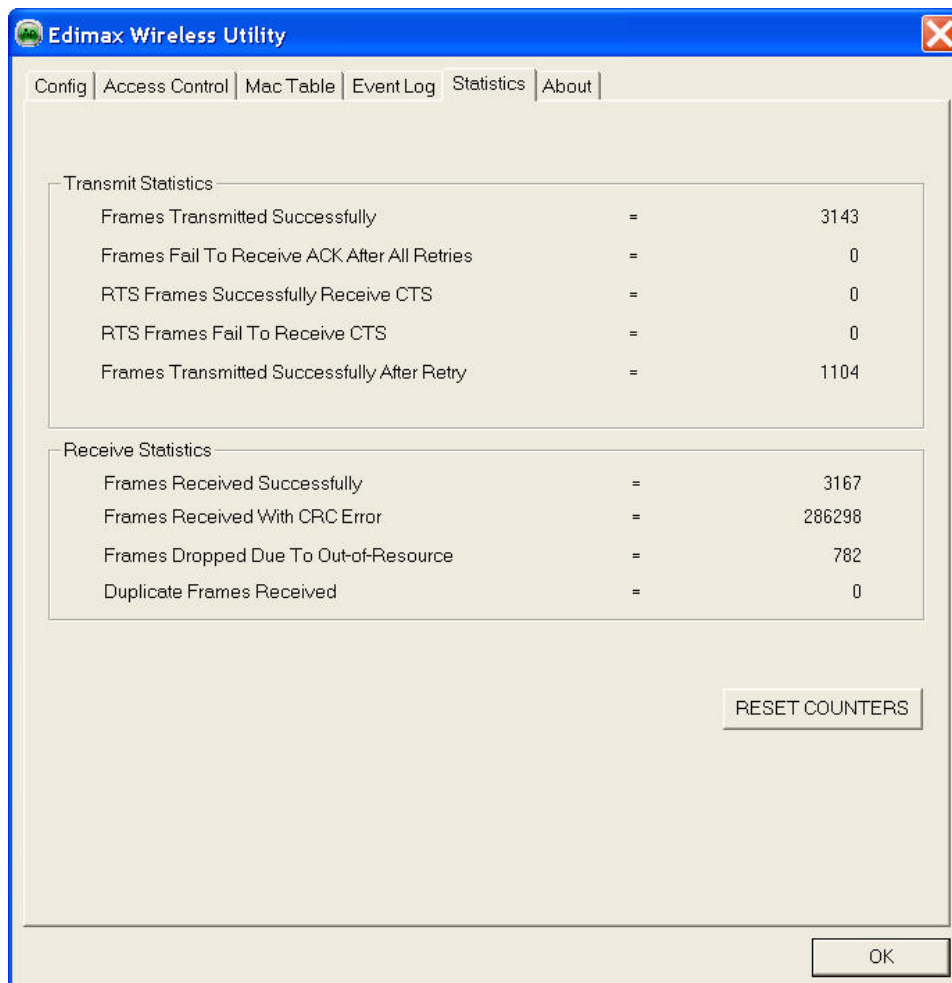 Edimax Wireless Utility
Config Access Control Mac Table Event Log Statistics About
Transmit Statistics
Frames Transmitted Successfully = 3143
Frames Fail To Receive ACK After All Retries = 0
RTS Frames Successfully Receive CTS = 0
RTS Frames Fail To Receive CTS = 0
Frames Transmitted Successfully After Retry = 1104
Receive Statistics
Frames Received Successfully = 3167
Frames Received With CRC Error = 286298
Frames Dropped Due To Out-of-Resource = 782
Duplicate Frames Received = 0
RESET COUNTERS
OK